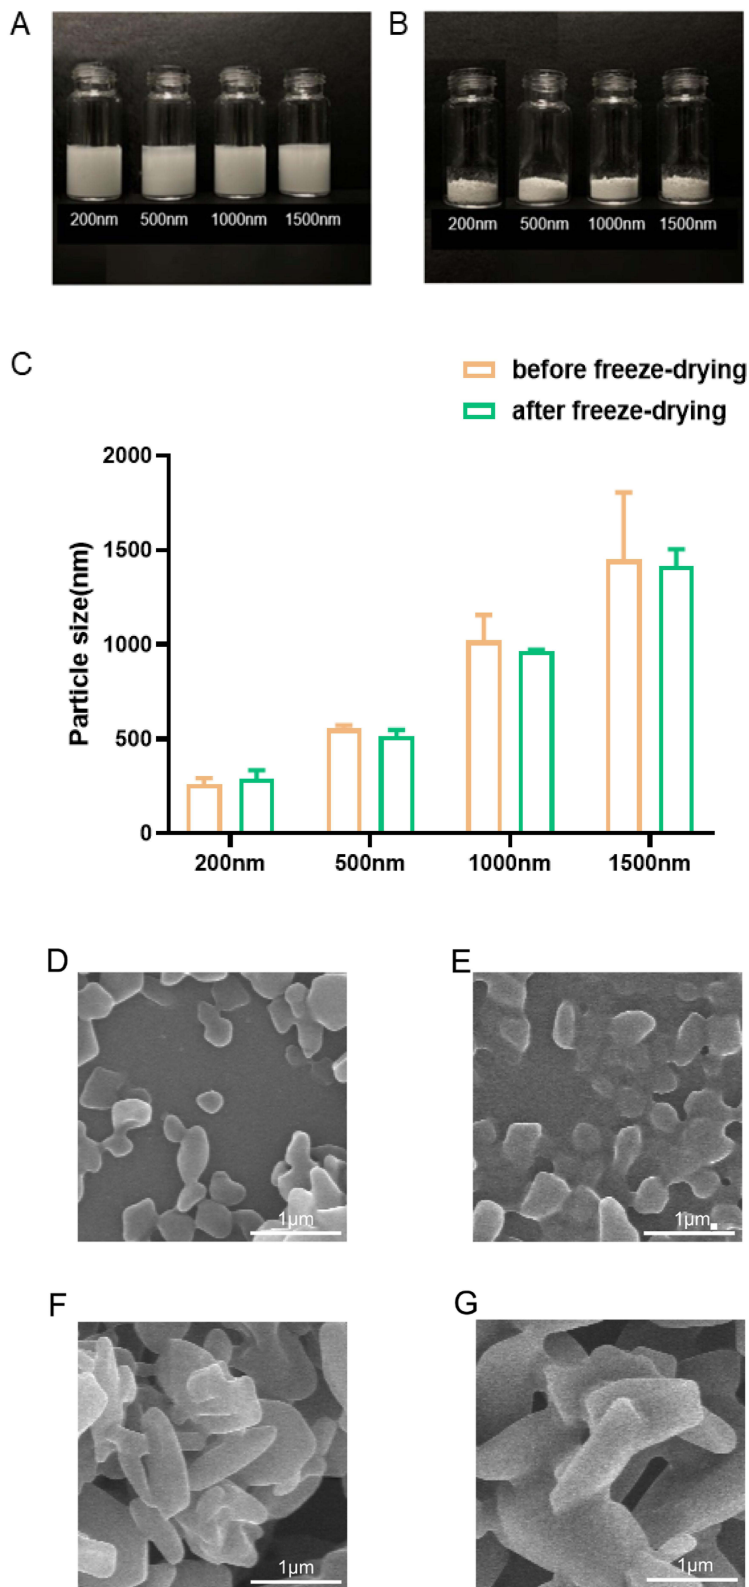 A
B
200nm 500nm 1000nm 1500nm
200nm 500nm 1000nm 1500nm
C
before freeze-drying
after freeze-drying
2000
1500
1000
500
0
Particle size(nm)
200nm 500nm 1000nm 1500nm
D
E
1μm
1μm
F
G
1μm
1μm